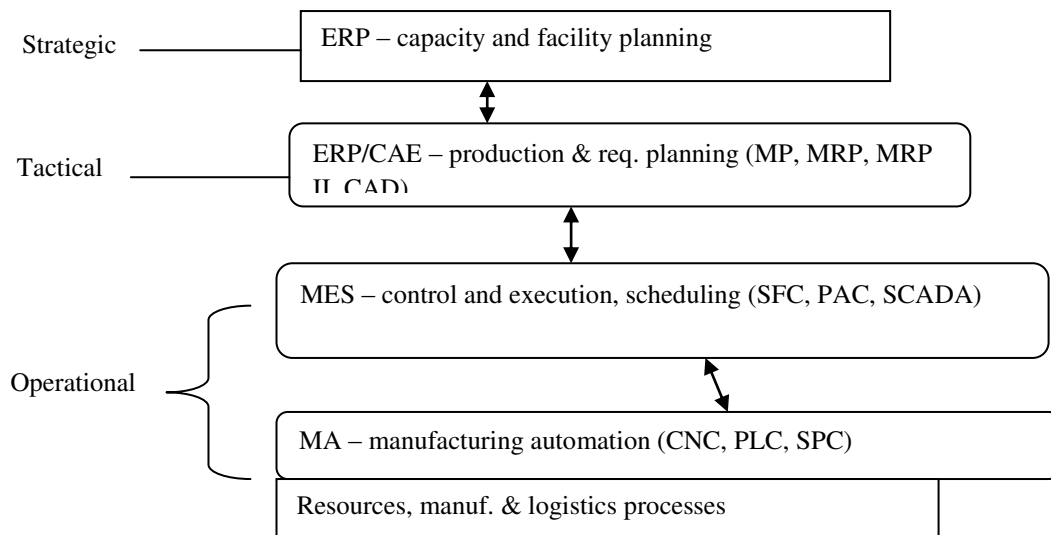 Strategic
ERP – capacity and facility planning
Tactical
ERP/CAE – production & req. planning (MP, MRP, MRP
II, CAD)
MES – control and execution, scheduling (SFC, PAC, SCADA)
Operational
MA – manufacturing automation (CNC, PLC, SPC)
Resources, manuf. & logistics processes